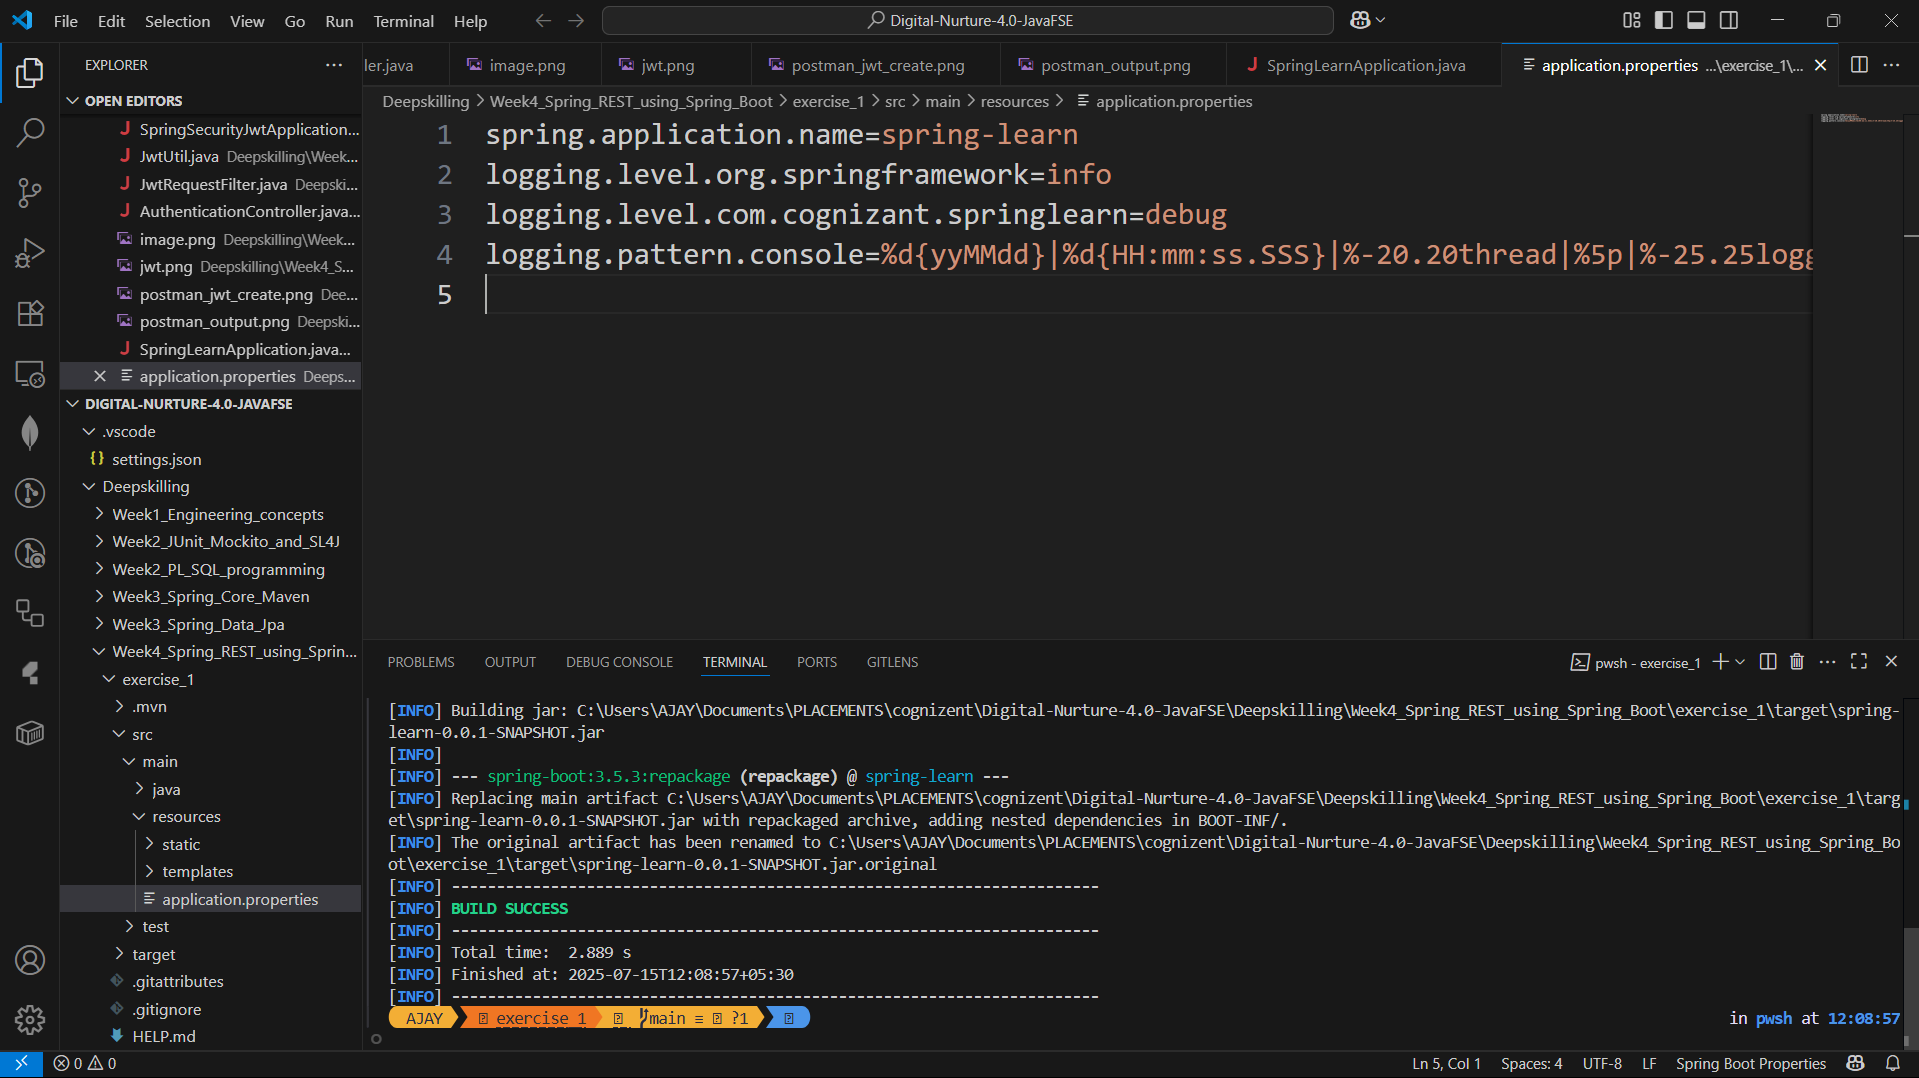 File Edit Selection View Go Run Terminal Help
Digital-Nurture-4.0-JavaFSE
EXPLORER
ler.java image.png jwt.png postman_jwt_create.png postman_output.png SpringLearnApplication.java application.properties ...\exercise_1\...
OPEN EDITORS
SpringSecurityJwtApplication...
JwtUtil.java Deepskilling\Week...
JwtRequestFilter.java Deepski...
AuthenticationController.java...
image.png Deepskilling\Week...
jwt.png Deepskilling\Week4_S...
postman_jwt_create.png Dee...
postman_output.png Deepski...
SpringLearnApplication.java...
application.properties Deeps...
DIGITAL-NURTURE-4.0-JAVAFSE
.vscode
{} settings.json
Deepskilling
Week1_Engineering_concepts
Week2_JUnit_Mockito_and_SL4J
Week2_PL_SQL_programming
Week3_Spring_Core_Maven
Week3_Spring_Data_Jpa
Week4_Spring_REST_using_Sprin...
exercise_1
.mvn
src
main
java
resources
static
templates
application.properties
test
target
.gitattributes
.gitignore
HELP.md
Deepskilling > Week4_Spring_REST_using_Spring_Boot > exercise_1 > src > main > resources > application.properties
1 spring.application.name=spring-learn
2 logging.level.org.springframework=info
3 logging.level.com.cognizant.springlearn=debug
4 logging.pattern.console=%d{yyMMdd}|%d{HH:mm:ss.SSS}|%-20.20thread|%5p|%-25.25logg
5
PROBLEMS OUTPUT DEBUG CONSOLE TERMINAL PORTS GITLENS
pwsh - exercise_1
[INFO] Building jar: C:\Users\AJAY\Documents\PLACEMENTS\cognizent\Digital-Nurture-4.0-JavaFSE\Deepskilling\Week4_Spring_REST_using_Spring_Boot\exercise_1\target\spring-
learn-0.0.1-SNAPSHOT.jar
[INFO]
[INFO] --- spring-boot:3.5.3:repackage (repackage) @ spring-learn ---
[INFO] Replacing main artifact C:\Users\AJAY\Documents\PLACEMENTS\cognizent\Digital-Nurture-4.0-JavaFSE\Deepskilling\Week4_Spring_REST_using_Spring_Boot\exercise_1\targ
et\spring-learn-0.0.1-SNAPSHOT.jar with repackaged archive, adding nested dependencies in BOOT-INF/.
[INFO] The original artifact has been renamed to C:\Users\AJAY\Documents\PLACEMENTS\cognizent\Digital-Nurture-4.0-JavaFSE\Deepskilling\Week4_Spring_REST_using_Spring_Bo
ot\exercise_1\target\spring-learn-0.0.1-SNAPSHOT.jar.original
[INFO] ------------------------------------------------------------------------
[INFO] BUILD SUCCESS
[INFO] ------------------------------------------------------------------------
[INFO] Total time:  2.889 s
[INFO] Finished at: 2025-07-15T12:08:57+05:30
[INFO] ------------------------------------------------------------------------
AJAY exercise_1 main ≡ ?1 in pwsh at 12:08:57
0 0 Ln 5, Col 1 Spaces: 4 UTF-8 LF Spring Boot Properties